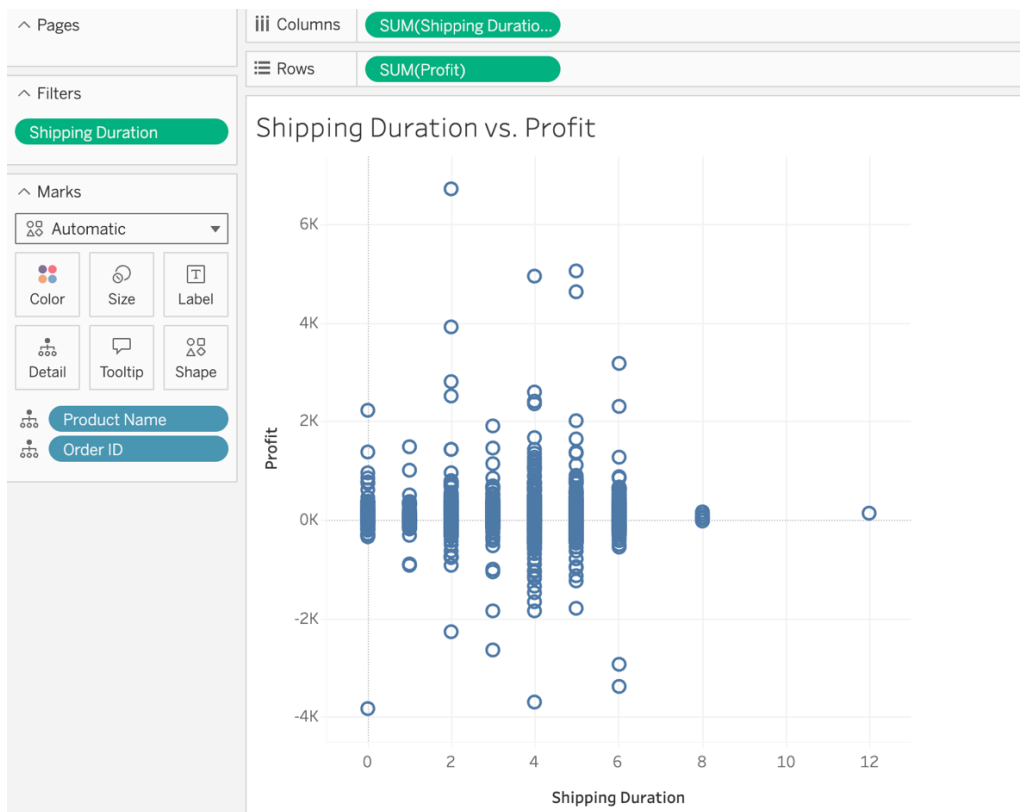 Pages
Columns
SUM(Shipping Duratio...
Rows
SUM(Profit)
Filters
Shipping Duration
Marks
Automatic
Color
Size
T
Label
Detail
Tooltip
Shape
Product Name
Order ID
Shipping Duration vs. Profit
6K
4K
2K
0K
-2K
-4K
Profit
0 2 4 6 8 10 12
Shipping Duration